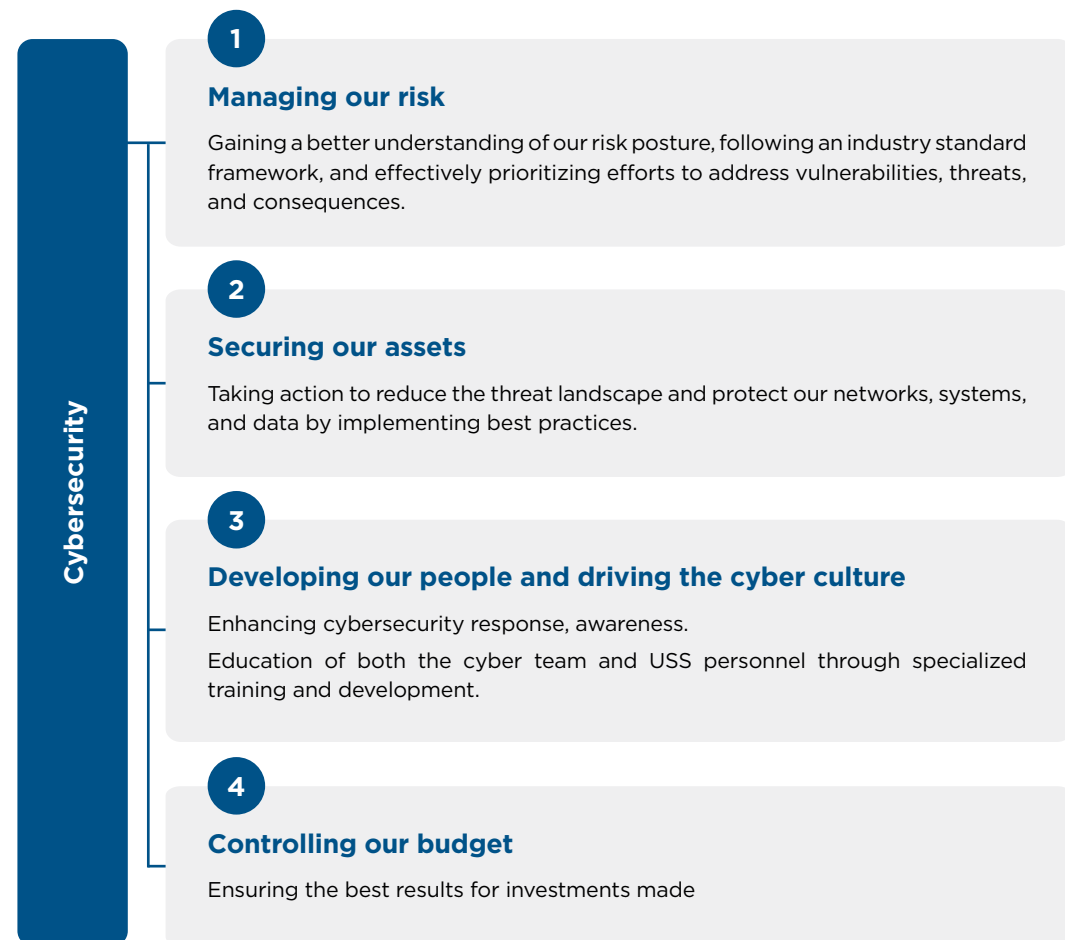 Cybersecurity
1
Managing our risk
Gaining a better understanding of our risk posture, following an industry standard
framework, and effectively prioritizing efforts to address vulnerabilities, threats,
and consequences.
2
Securing our assets
Taking action to reduce the threat landscape and protect our networks, systems,
and data by implementing best practices.
3
Developing our people and driving the cyber culture
Enhancing cybersecurity response, awareness.
Education of both the cyber team and USS personnel through specialized
training and development.
4
Controlling our budget
Ensuring the best results for investments made